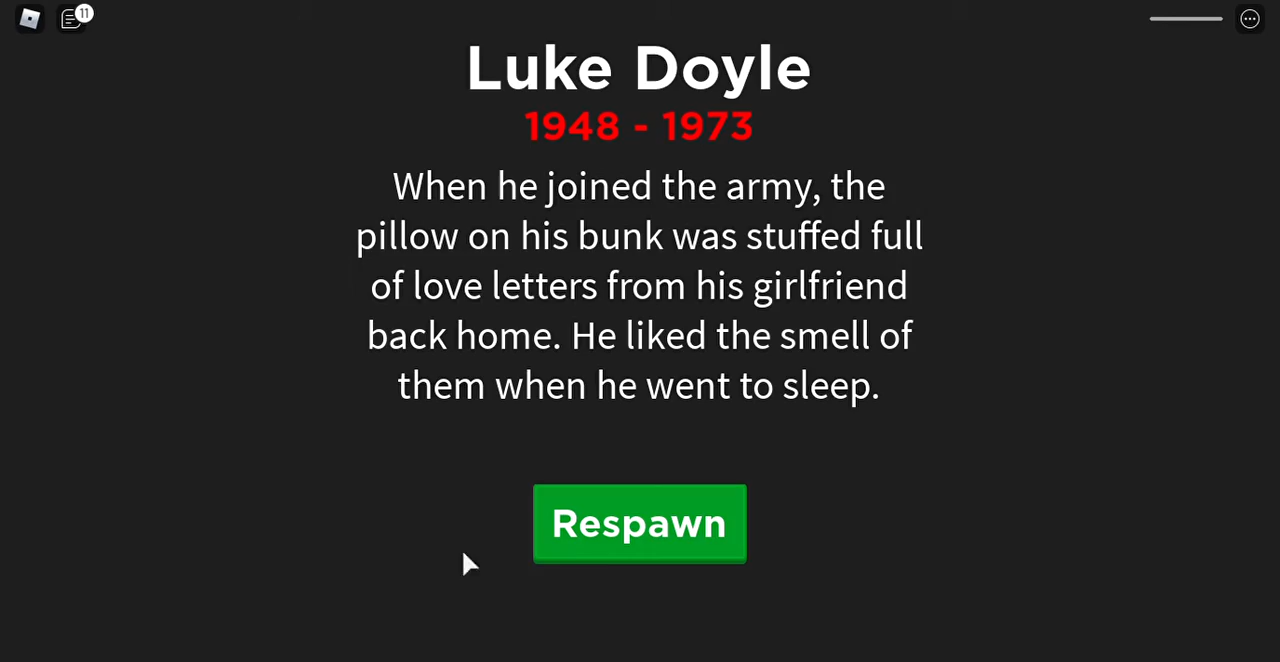 11
Luke Doyle
1948 - 1973
When he joined the army, the
pillow on his bunk was stuffed full
of love letters from his girlfriend
back home. He liked the smell of
them when he went to sleep.
Respawn